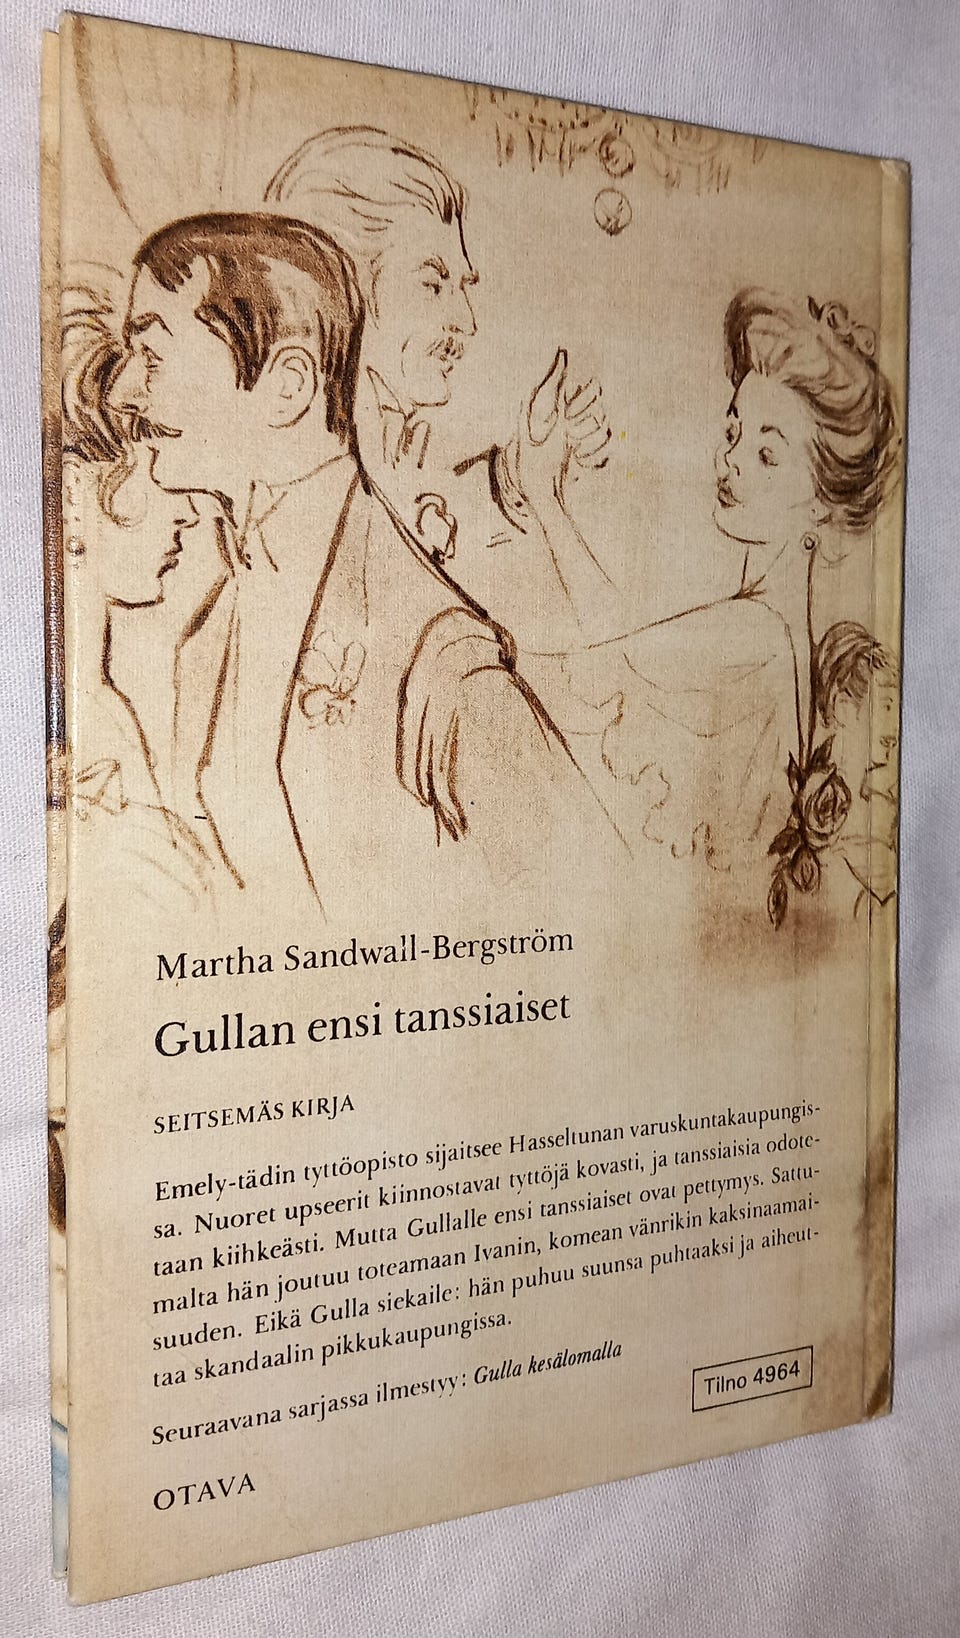 Martha Sandwall-Bergström
Gullan ensi tanssiaiset
SEITSEMÄS KIRJA
Emely-tädin tyttöopisto sijaitsee Hasseltunan varuskuntakaupungis-
sa. Nuoret upseerit kiinnostavat tyttöjä kovasti, ja tanssiaisia odote-
taan kiihkeästi. Mutta Gullalle ensi tanssiaiset ovat pettymys. Sattu-
malta hän joutuu toteamaan Ivanin, komean vänrikin kaksinaamai-
suuden. Eikä Gulla siekaile: hän puhuu suunsa puhtaaksi ja aiheut-
taa skandaalin pikkukaupungissa.
Seuraavana sarjassa ilmestyy: Gulla kesälomalla
Tilno 4964
OTAVA